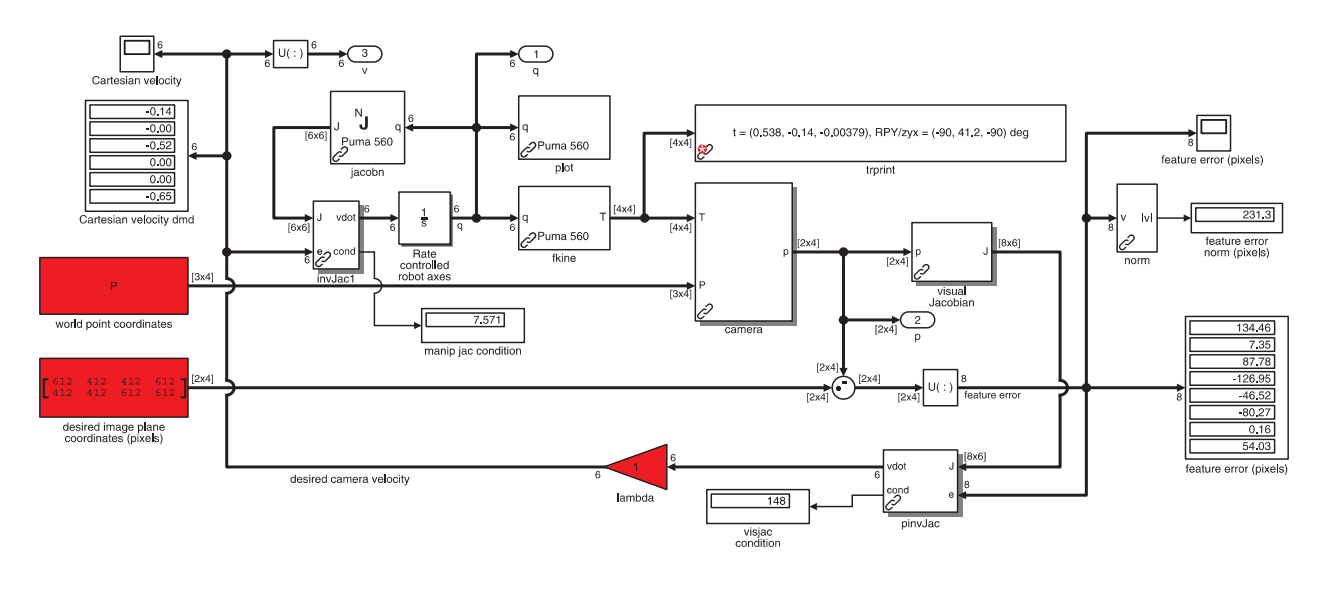 6
6
U( : )
6
6
3
v
Cartesian velocity
1
q
6
-0.14
-0.00
-0.52
0.00
0.00
-0.65
6
Cartesian velocity dmd
N
J
J
q
Puma 560
[6x6]
6
jacobn
q
6
Puma 560
plot
t = (0.538, -0.14, -0.00379), RPY/zyx = (-90, 41.2, -90) deg
[4x4]
trprint
8
feature error (pixels)
J
vdot
e
cond
[6x6]
6
6
invJac1
1
s
6
6
q
Rate
controlled
robot axes
q
T
6
Puma 560
[4x4]
fkine
T
P
p
[4x4]
[3x4]
[2x4]
camera
p
J
[2x4]
[8x6]
visual
Jacobian
v
|v|
8
norm
231.3
feature error
norm (pixels)
P
[3x4]
world point coordinates
7.571
manip jac condition
2
[2x4]
p
612 412 412 612
412 412 612 612
[2x4]
desired image plane
coordinates (pixels)
[2x4]
[2x4]
[2x4]
[2x4]
U( : )
8
feature error
134.46
7.35
87.78
-126.95
-46.52
-80.27
0.16
54.03
8
feature error (pixels)
desired camera velocity
6
1
6
lambda
vdot
J
cond
e
6
[8x6]
8
pinvJac
148
visjac
condition